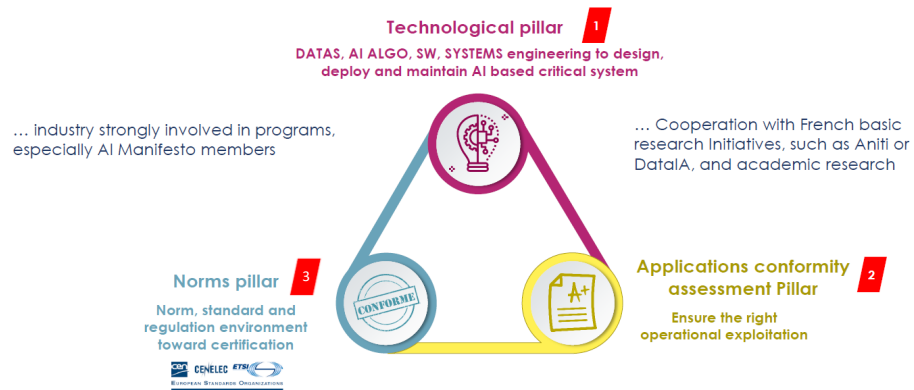 Technological pillar 1
DATAS, AI ALGO, SW, SYSTEMS engineering to design,
deploy and maintain AI based critical system
... industry strongly involved in programs,
especially AI Manifesto members
... Cooperation with French basic
research Initiatives, such as Aniti or
DataIA, and academic research
Norms pillar 3
Norm, standard and
regulation environment
toward certification
cen CENELEC ETSI
EUROPEAN STANDARDS ORGANIZATIONS
CONFORME
A+
Applications conformity
assessment Pillar 2
Ensure the right
operational exploitation